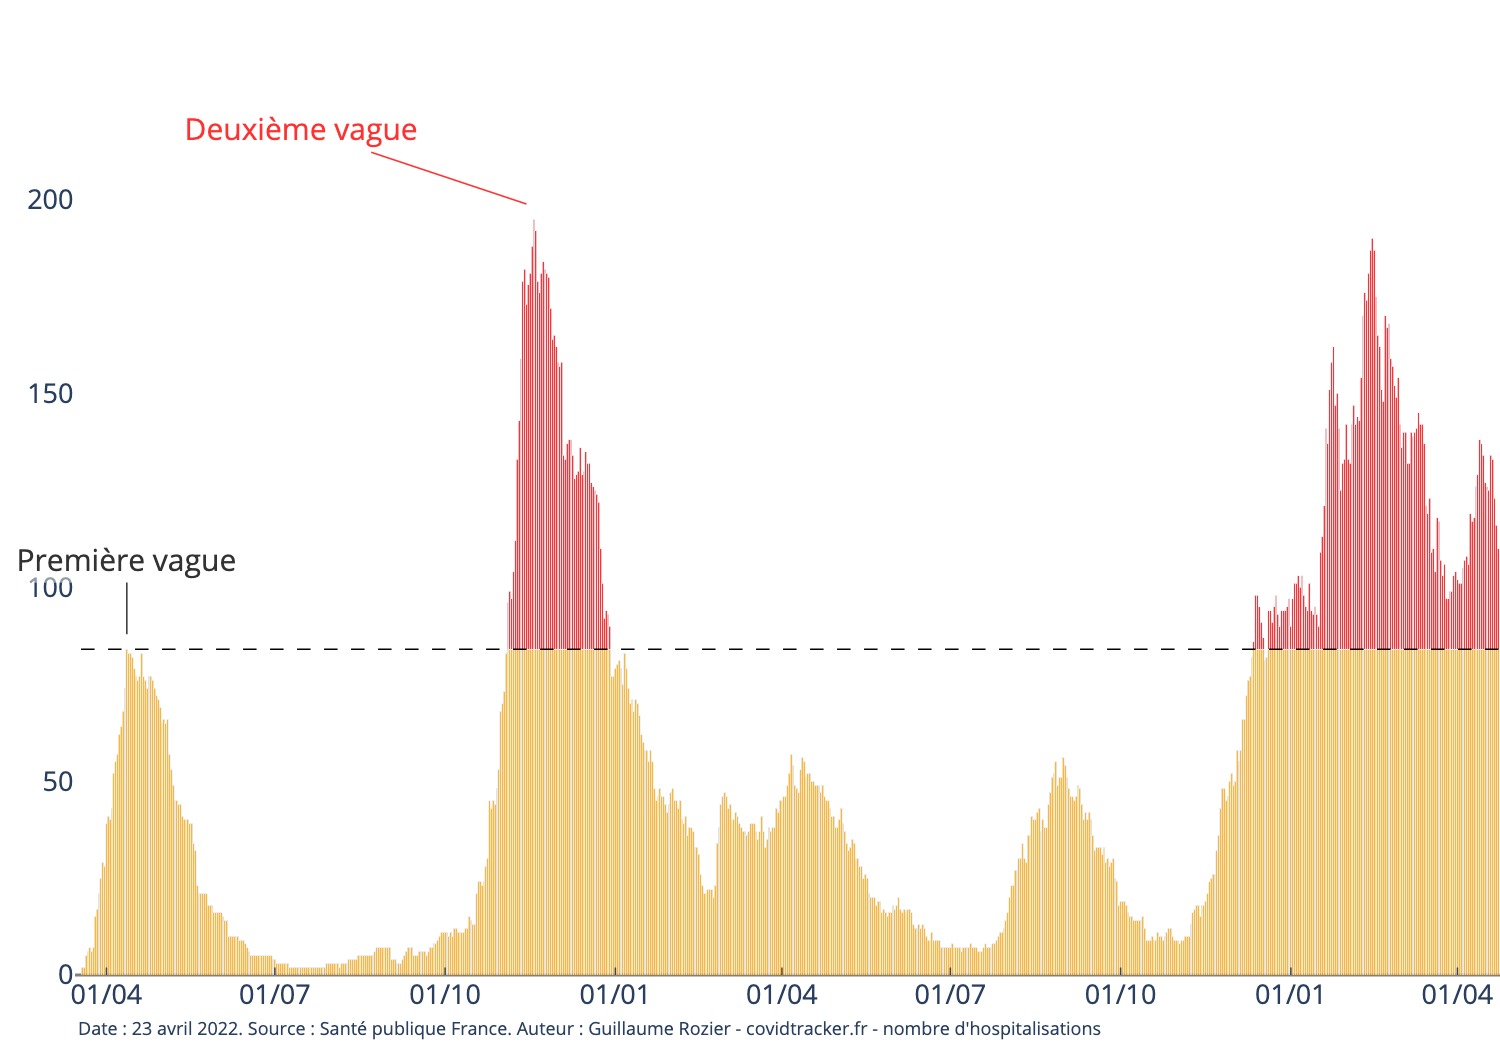 Deuxième vague
200
150
Première vague
100
50
0
01/04 01/07 01/10 01/01 01/04 01/07 01/10 01/01 01/04
Date : 23 avril 2022. Source : Santé publique France. Auteur : Guillaume Rozier - covidtracker.fr - nombre d'hospitalisations